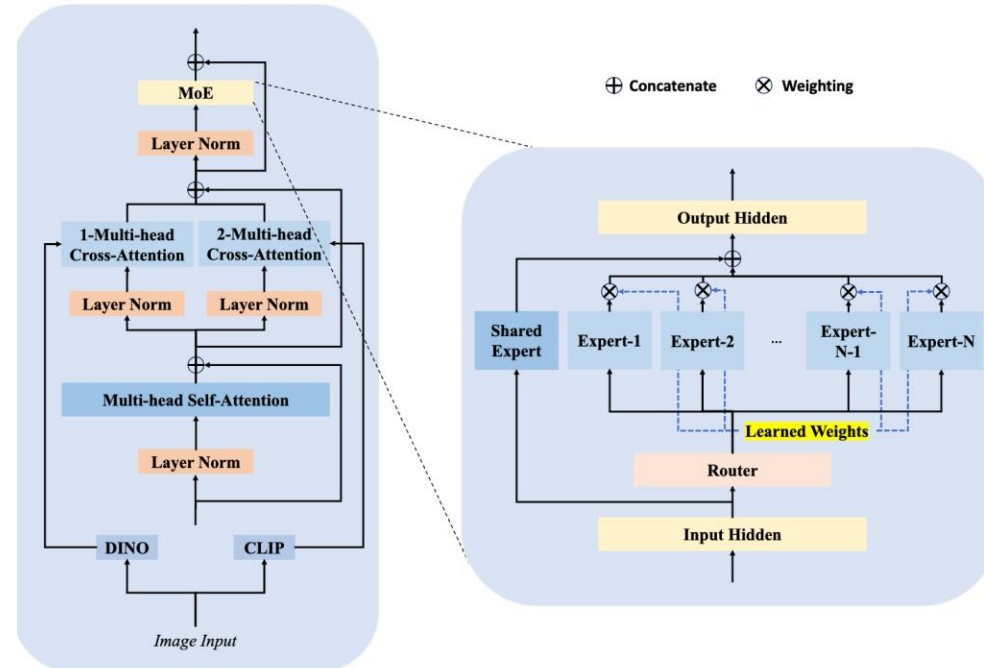 MoE
Layer Norm
1-Multi-head
Cross-Attention
2-Multi-head
Cross-Attention
Layer Norm
Layer Norm
Multi-head Self-Attention
Layer Norm
DINO
CLIP
Image Input
Concatenate
Weighting
Output Hidden
Shared
Expert
Expert-1
Expert-2
...
Expert-
N-1
Expert-N
Learned Weights
Router
Input Hidden